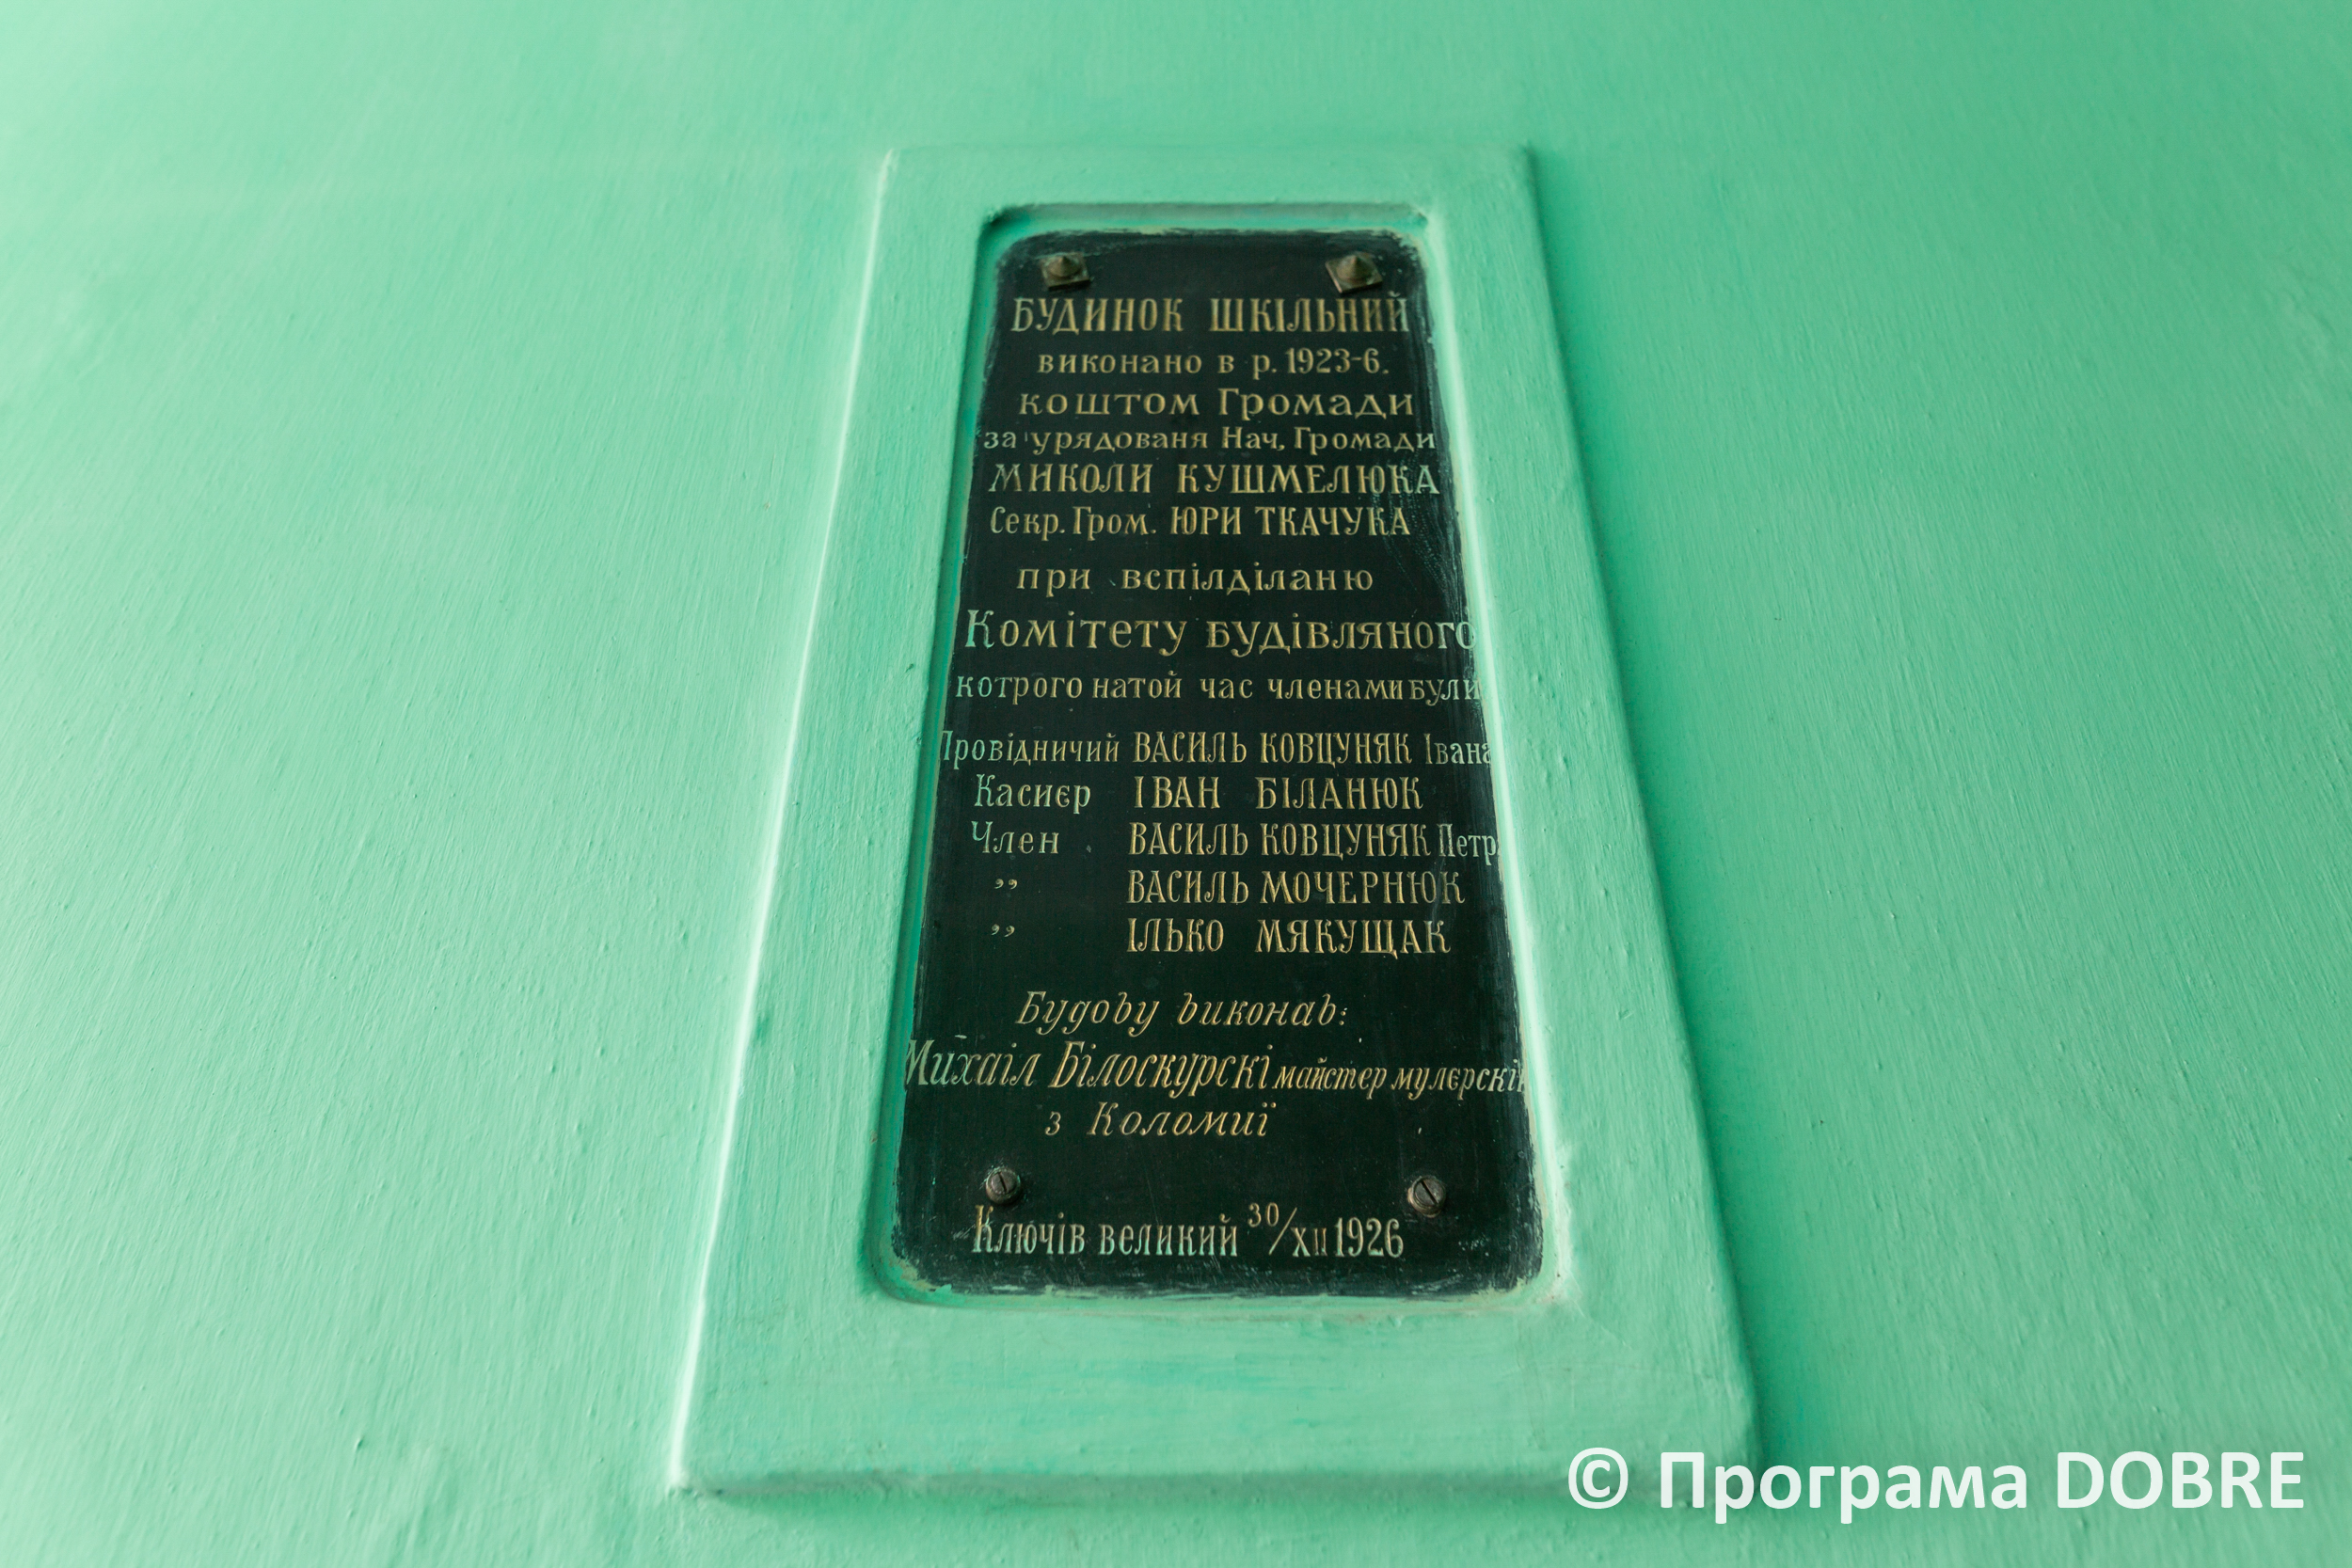 БУДИНОК ШКІЛЬНИЙ
виконано в р. 1923-6.
коштом Громади
за урядованя Нач. Громади
МИКОЛИ КУШМЕЛЮКА
Секр. Гром. ЮРИ ТКАЧУКА
при вспілділаню
Комітету будівляного
котрого натой час членами були
Провідничий ВАСИЛЬ КОВЦУНЯК Івана
Касиєр ІВАН БІЛАНЮК
Член ВАСИЛЬ КОВЦУНЯК Петра
,, ВАСИЛЬ МОЧЕРНЮК
,, ІЛЬКО МЯКУЩАК
Будову виконав:
Михаіл Білоскурскі майстер мулєрскій
з Коломиї
Ключів великий 30/XII 1926
© Програма DOBRE